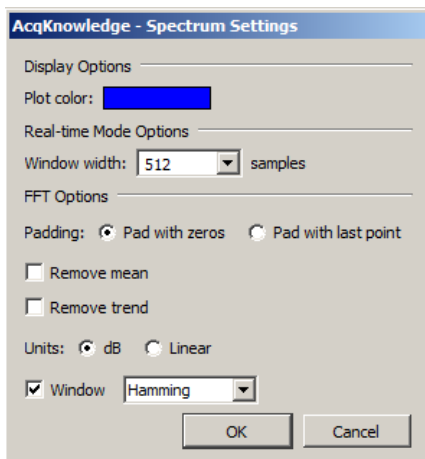 AcqKnowledge - Spectrum Settings
Display Options
Plot color:
Real-time Mode Options
Window width: 512 samples
FFT Options
Padding: Pad with zeros Pad with last point
Remove mean
Remove trend
Units: dB Linear
Window Hamming
OK Cancel